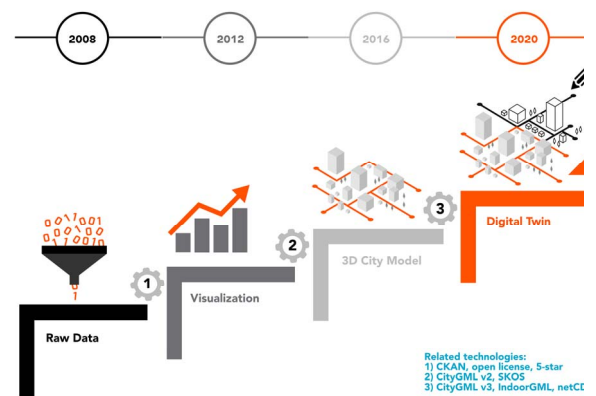 2008
2012
2016
2020
Raw Data
1
Visualization
2
3D City Model
3
Digital Twin
Related technologies:
1) CKAN, open license, 5-star
2) CityGML v2, SKOS
3) CityGML v3, IndoorGML, netCD